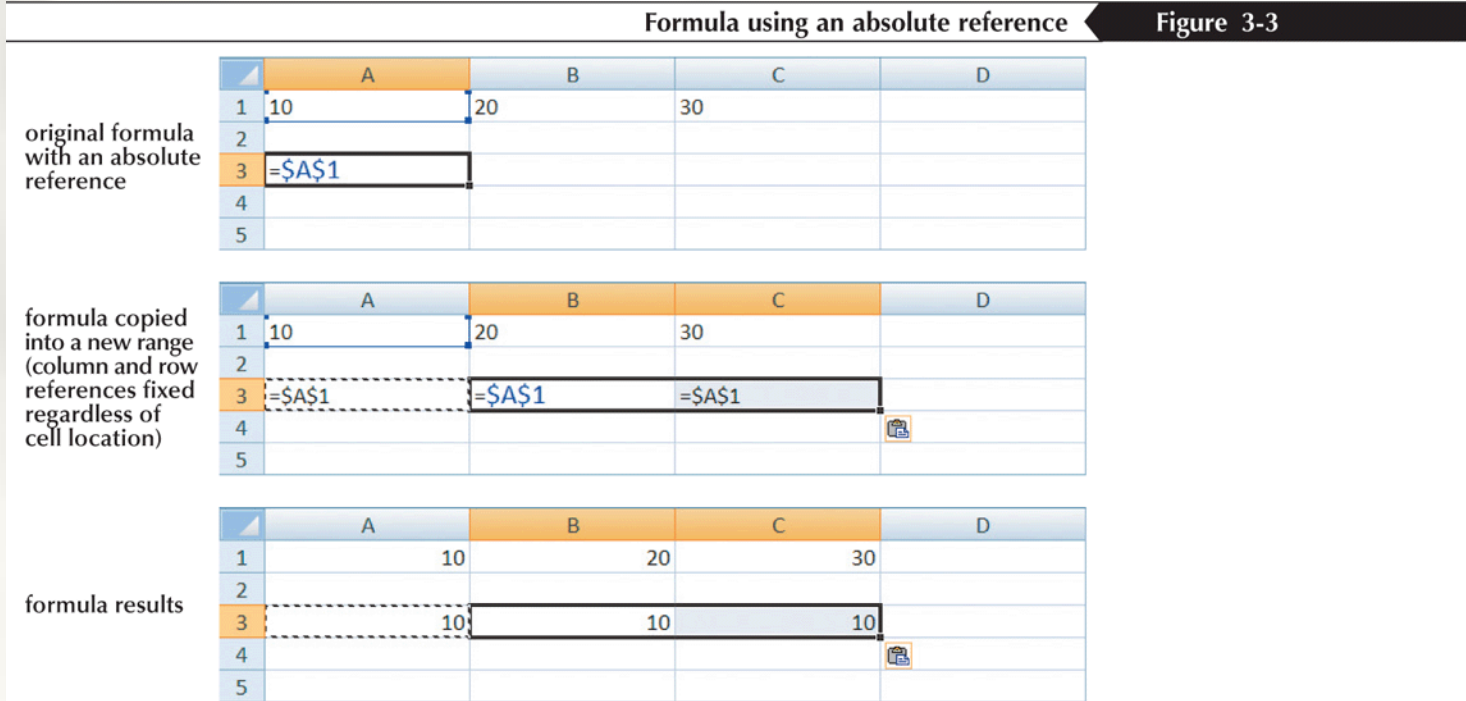 Formula using an absolute reference Figure 3-3
A B C D
1 10 20 30
original formula
with an absolute
reference
2
3 =$A$1
4
5
A B C D
formula copied
into a new range
(column and row
references fixed
regardless of
cell location)
1 10 20 30
2
3 =$A$1 =$A$1 =$A$1
4
5
A B C D
1 10 20 30
2
formula results
3 10 10 10
4
5